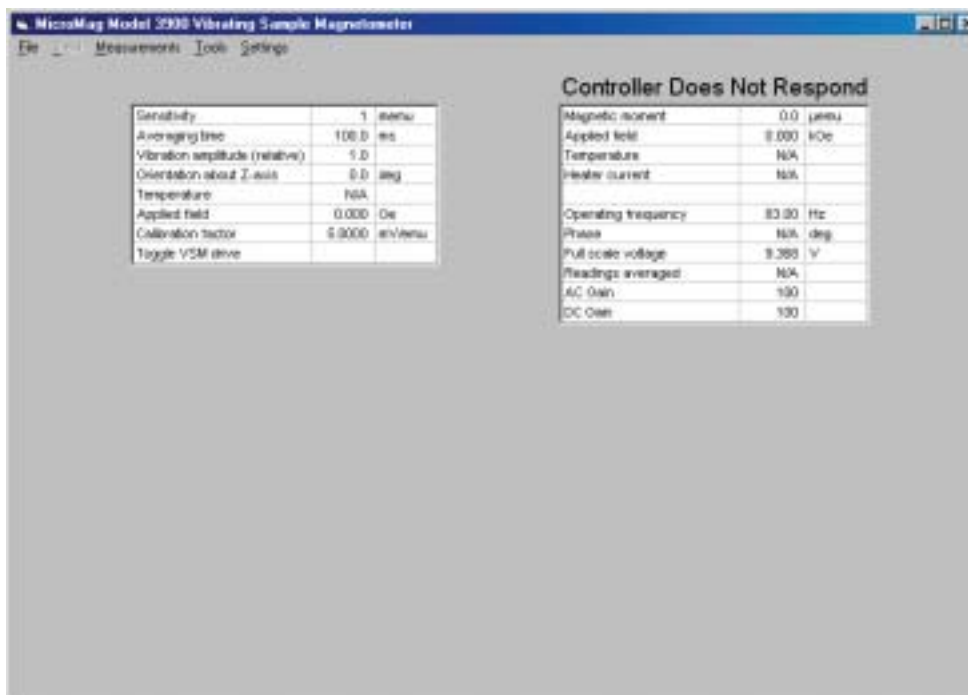 MicroMag Model 3900 Vibrating Sample Magnetometer
File Measurements Tools Settings
Sensitivity 1 memu
Averaging time 100.0 ms
Vibration amplitude (relative) 1.0
Orientation about Z-axis 0.0 deg
Temperature N/A
Applied field 0.000 Oe
Calibration factor 5.0000 mV/emu
Toggle VSM drive
Controller Does Not Respond
Magnetic moment 0.0 µemu
Applied field 0.000 kOe
Temperature N/A
Heater current N/A
Operating frequency 83.00 Hz
Phase N/A deg
Full scale voltage 9.388 V
Readings averaged N/A
AC Gain 100
DC Gain 100